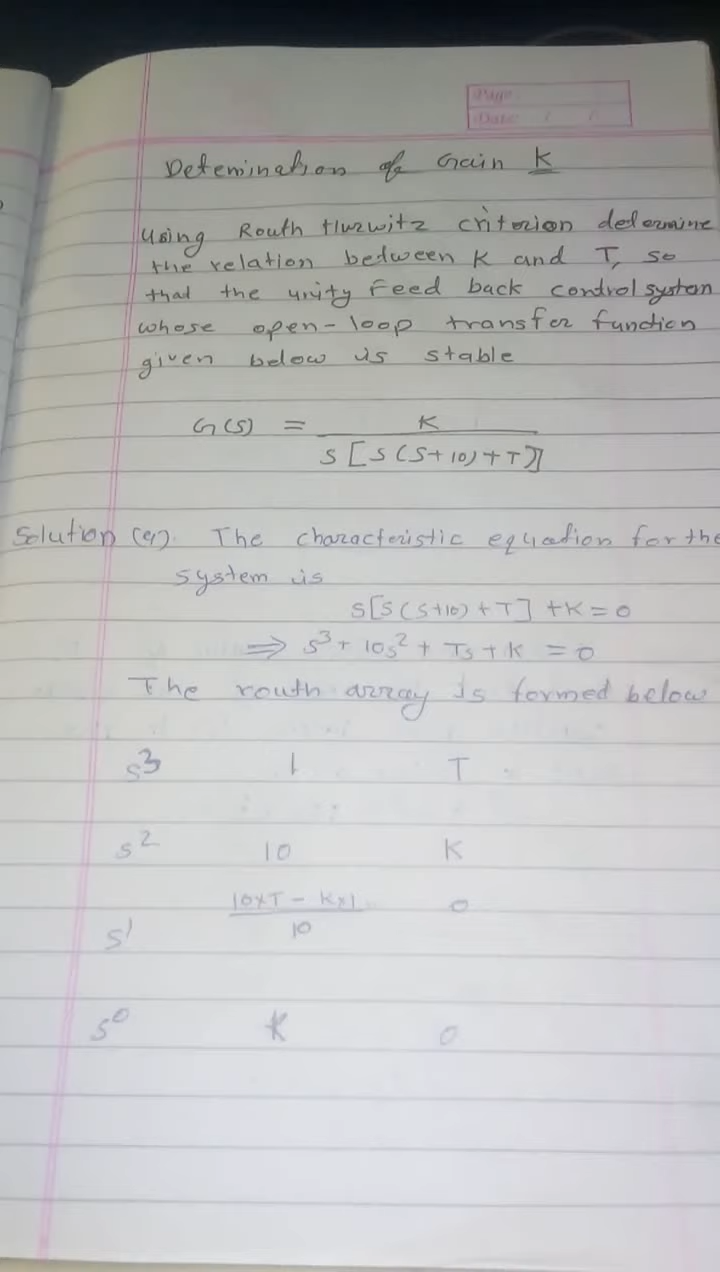 Page
Date / /
Detemination of Gain K
Using Routh Hurwitz criterion determine
the relation between K and T, so
that the unity Feed back control system
whose open-loop transfer function
given below is stable
G(S) = K / S[S(S+10)+T]
Solution (a). The characteristic equation for the
system is
S[S(S+10)+T] + K = 0
⇒ s³ + 10s² + Ts + K = 0
The routh array is formed below
s³ 1 T
s² 10 K
s¹ (10×T - K×1)/10 0
s⁰ K 0